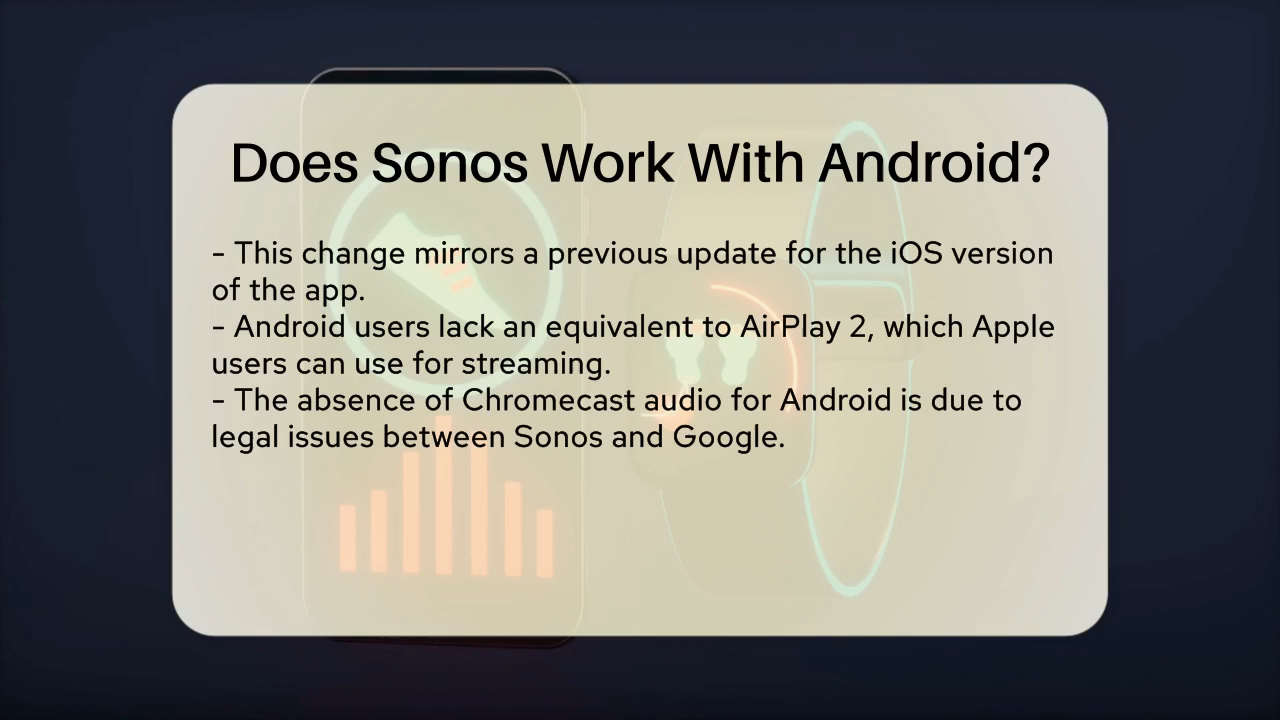 Does Sonos Work With Android?
– This change mirrors a previous update for the iOS version
of the app.
– Android users lack an equivalent to AirPlay 2, which Apple
users can use for streaming.
– The absence of Chromecast audio for Android is due to
legal issues between Sonos and Google.